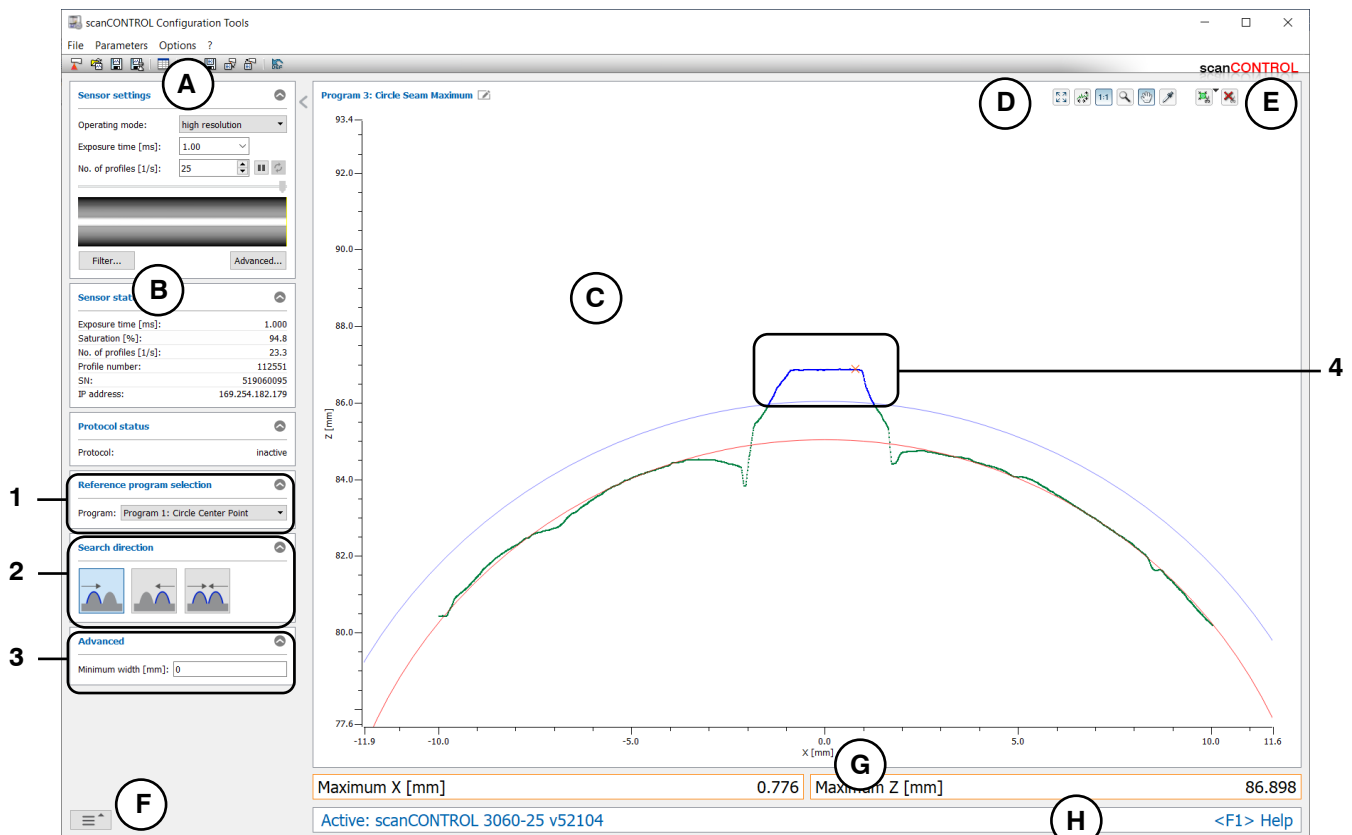 scanCONTROL Configuration Tools
File Parameters Options ?
scanCONTROL
A
Sensor settings
Operating mode: high resolution
Exposure time [ms]: 1.00
No. of profiles [1/s]: 25
Filter... Advanced...
B
Sensor
Exposure time [ms]: 1.000
Saturation [%]: 94.8
No. of profiles [1/s]: 23.3
Profile number: 112551
SN: 519060095
IP address: 169.254.182.179
Protocol status
Protocol: inactive
1
Reference program selection
Program: Program 1: Circle Center Point
2
Search direction
3
Advanced
Minimum width [mm]: 0
F
Program 3: Circle Seam Maximum
D
1:1
E
C
4
93.4
92.0
90.0
88.0
86.0
84.0
82.0
80.0
77.6
Z [mm]
-11.9 -10.0 -5.0 0.0 5.0 10.0 11.6
X [mm]
G
Maximum X [mm] 0.776
Maximum Z [mm] 86.898
H
Active: scanCONTROL 3060-25 v52104 <F1> Help